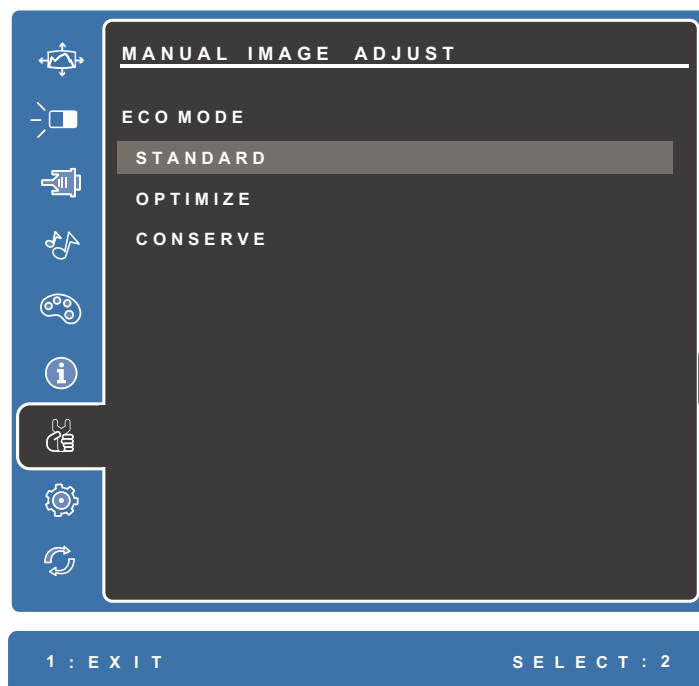 MANUAL IMAGE ADJUST
ECO MODE
STANDARD
OPTIMIZE
CONSERVE
1 : EXIT
SELECT : 2